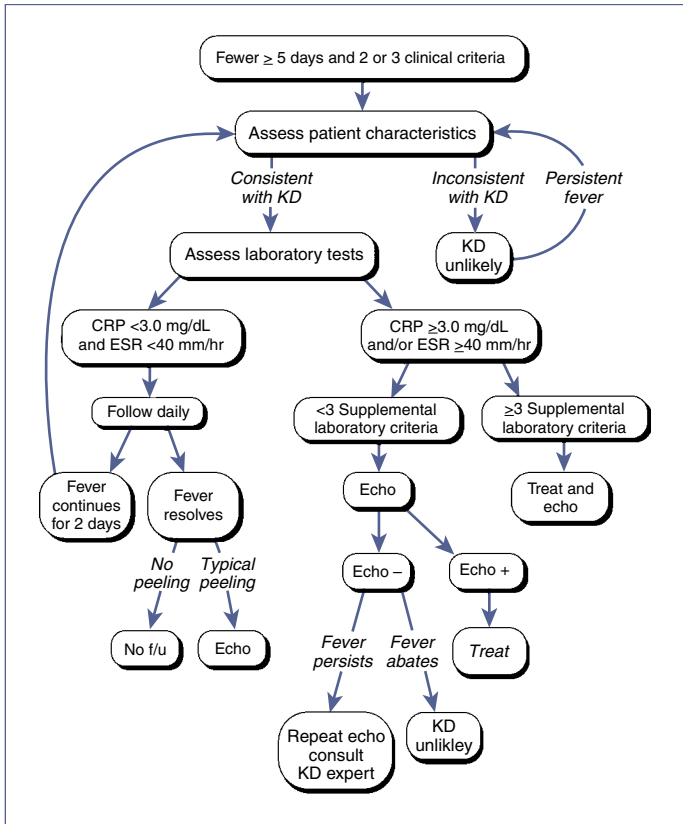 Fewer ≥ 5 days and 2 or 3 clinical criteria
Assess patient characteristics
Consistent
with KD
Inconsistent
with KD
Persistent
fever
Assess laboratory tests
KD
unlikely
CRP <3.0 mg/dL
and ESR <40 mm/hr
CRP ≥3.0 mg/dL
and/or ESR ≥40 mm/hr
Follow daily
<3 Supplemental
laboratory criteria
≥3 Supplemental
laboratory criteria
Fever
continues
for 2 days
Fever
resolves
Echo
Treat and
echo
No
peeling
Typical
peeling
Echo –
Echo +
No f/u
Echo
Fever
persists
Fever
abates
Treat
Repeat echo
consult
KD expert
KD
unlikley